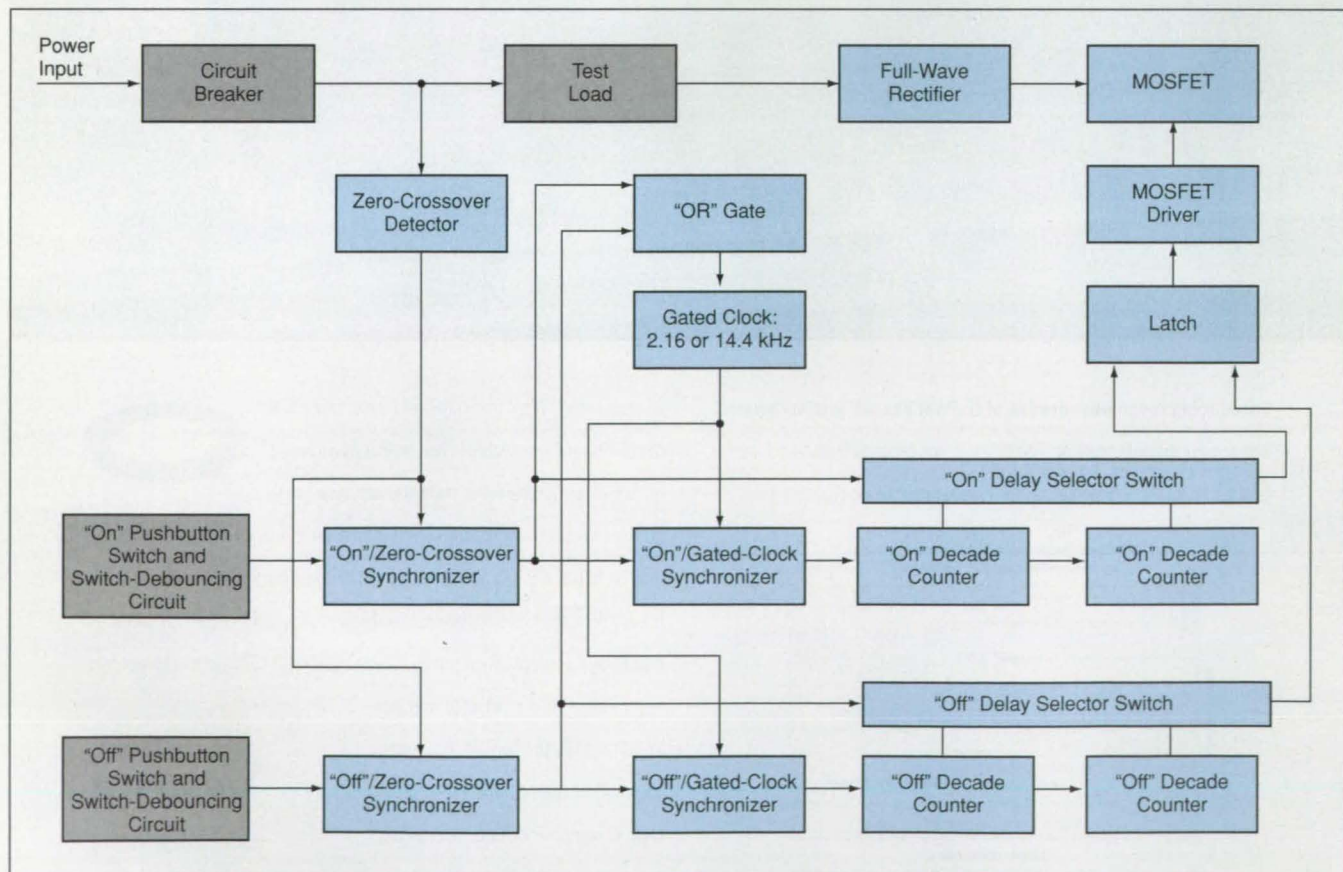 Power
Input
Circuit
Breaker
Test
Load
Full-Wave
Rectifier
MOSFET
Zero-Crossover
Detector
“OR” Gate
MOSFET
Driver
Gated Clock:
2.16 or 14.4 kHz
Latch
“On” Delay Selector Switch
“On” Pushbutton
Switch and
Switch-Debouncing
Circuit
“On”/Zero-Crossover
Synchronizer
“On”/Gated-Clock
Synchronizer
“On” Decade
Counter
“On” Decade
Counter
“Off” Delay Selector Switch
“Off” Pushbutton
Switch and
Switch-Debouncing
Circuit
“Off”/Zero-Crossover
Synchronizer
“Off”/Gated-Clock
Synchronizer
“Off” Decade
Counter
“Off” Decade
Counter